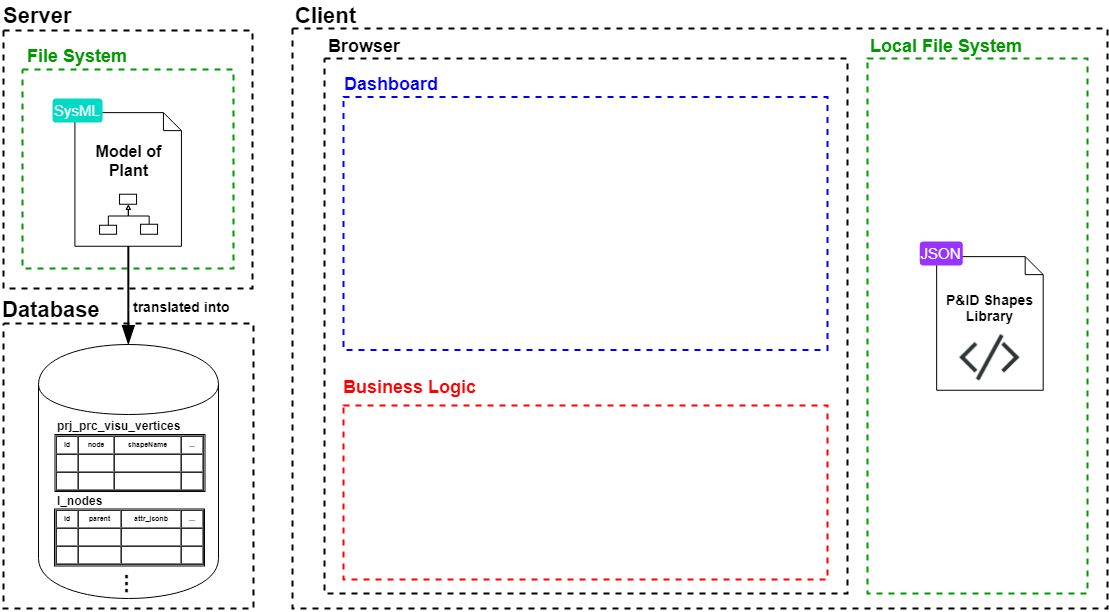 Server
File System
SysML
Model of
Plant
translated into
Database
prj_prc_visu_vertices
id node shapeName ...
l_nodes
id parent attr_jsonb ...
Client
Browser
Dashboard
Business Logic
Local File System
JSON
P&ID Shapes
Library